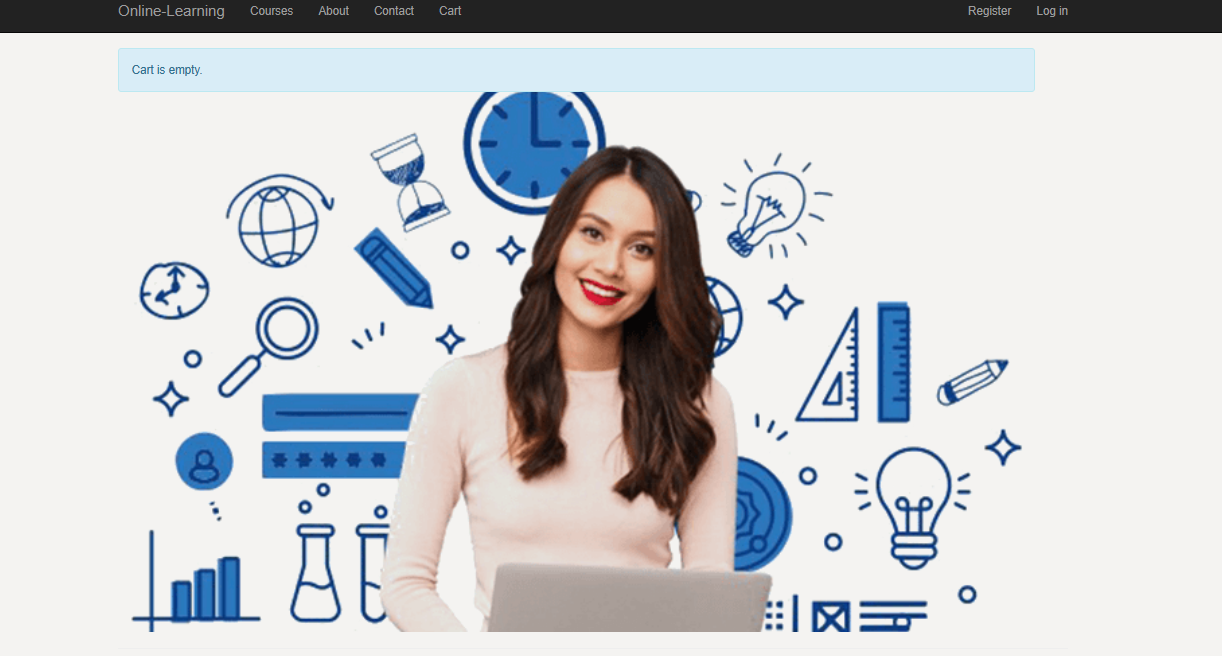 Online-Learning Courses About Contact Cart Register Log in
Cart is empty.